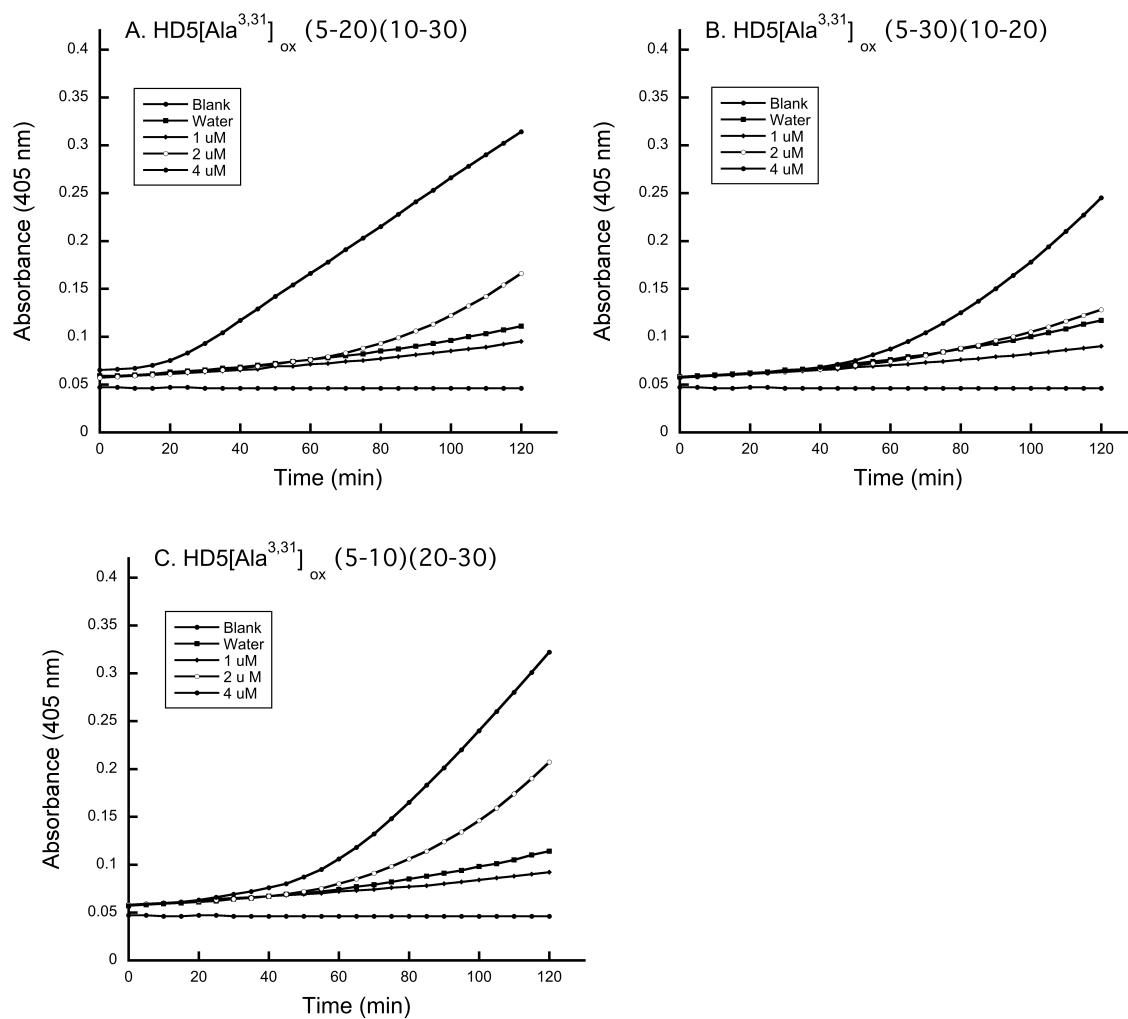 A. HD5[Ala3,31] ox (5-20)(10-30)
0.4
0.35
0.3
0.25
0.2
0.15
0.1
0.05
0
Absorbance (405 nm)
Blank
Water
1 uM
2 uM
4 uM
0 20 40 60 80 100 120
Time (min)
B. HD5[Ala3,31] ox (5-30)(10-20)
0.4
0.35
0.3
0.25
0.2
0.15
0.1
0.05
0
Absorbance (405 nm)
Blank
Water
1 uM
2 uM
4 uM
0 20 40 60 80 100 120
Time (min)
C. HD5[Ala3,31] ox (5-10)(20-30)
0.4
0.35
0.3
0.25
0.2
0.15
0.1
0.05
0
Absorbance (405 nm)
Blank
Water
1 uM
2 u M
4 uM
0 20 40 60 80 100 120
Time (min)